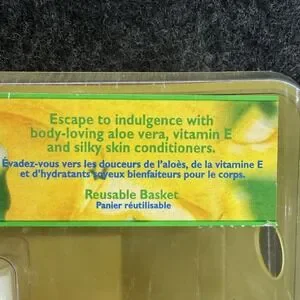 Escape to indulgence with
body-loving aloe vera, vitamin E
and silky skin conditioners.
Évadez-vous vers les douceurs de l'aloès, de la vitamine E
et d'hydratants soyeux bienfaiteurs pour le corps.
Reusable Basket
Panier réutilisable